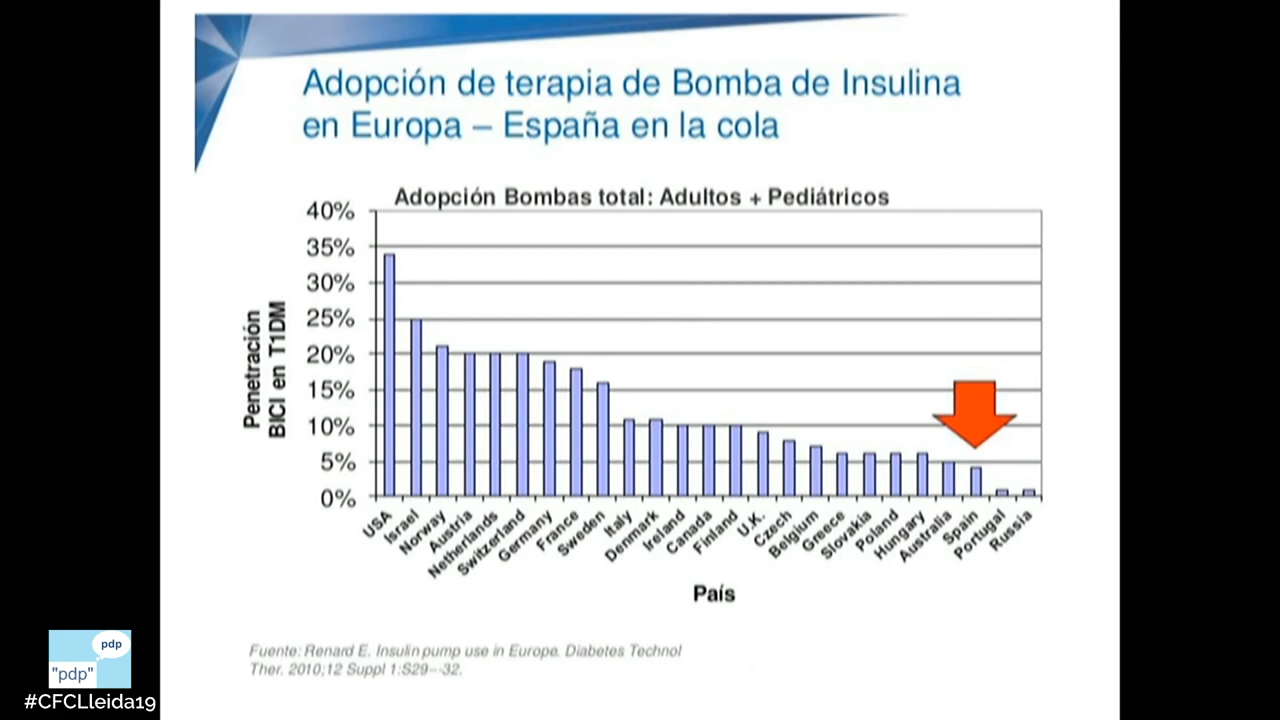 Adopción de terapia de Bomba de Insulina
en Europa – España en la cola
Adopción Bombas total: Adultos + Pediátricos
Penetración
BICI en T1DM
40%
35%
30%
25%
20%
15%
10%
5%
0%
USA
Israel
Norway
Austria
Netherlands
Switzerland
Germany
France
Sweden
Italy
Denmark
Ireland
Canada
Finland
U.K.
Czech
Belgium
Greece
Slovakia
Poland
Hungary
Australia
Spain
Portugal
Russia
País
Fuente: Renard E. Insulin pump use in Europe. Diabetes Technol
Ther. 2010;12 Suppl 1:S29--32.
pdp
"pdp"
#CFCLleida19